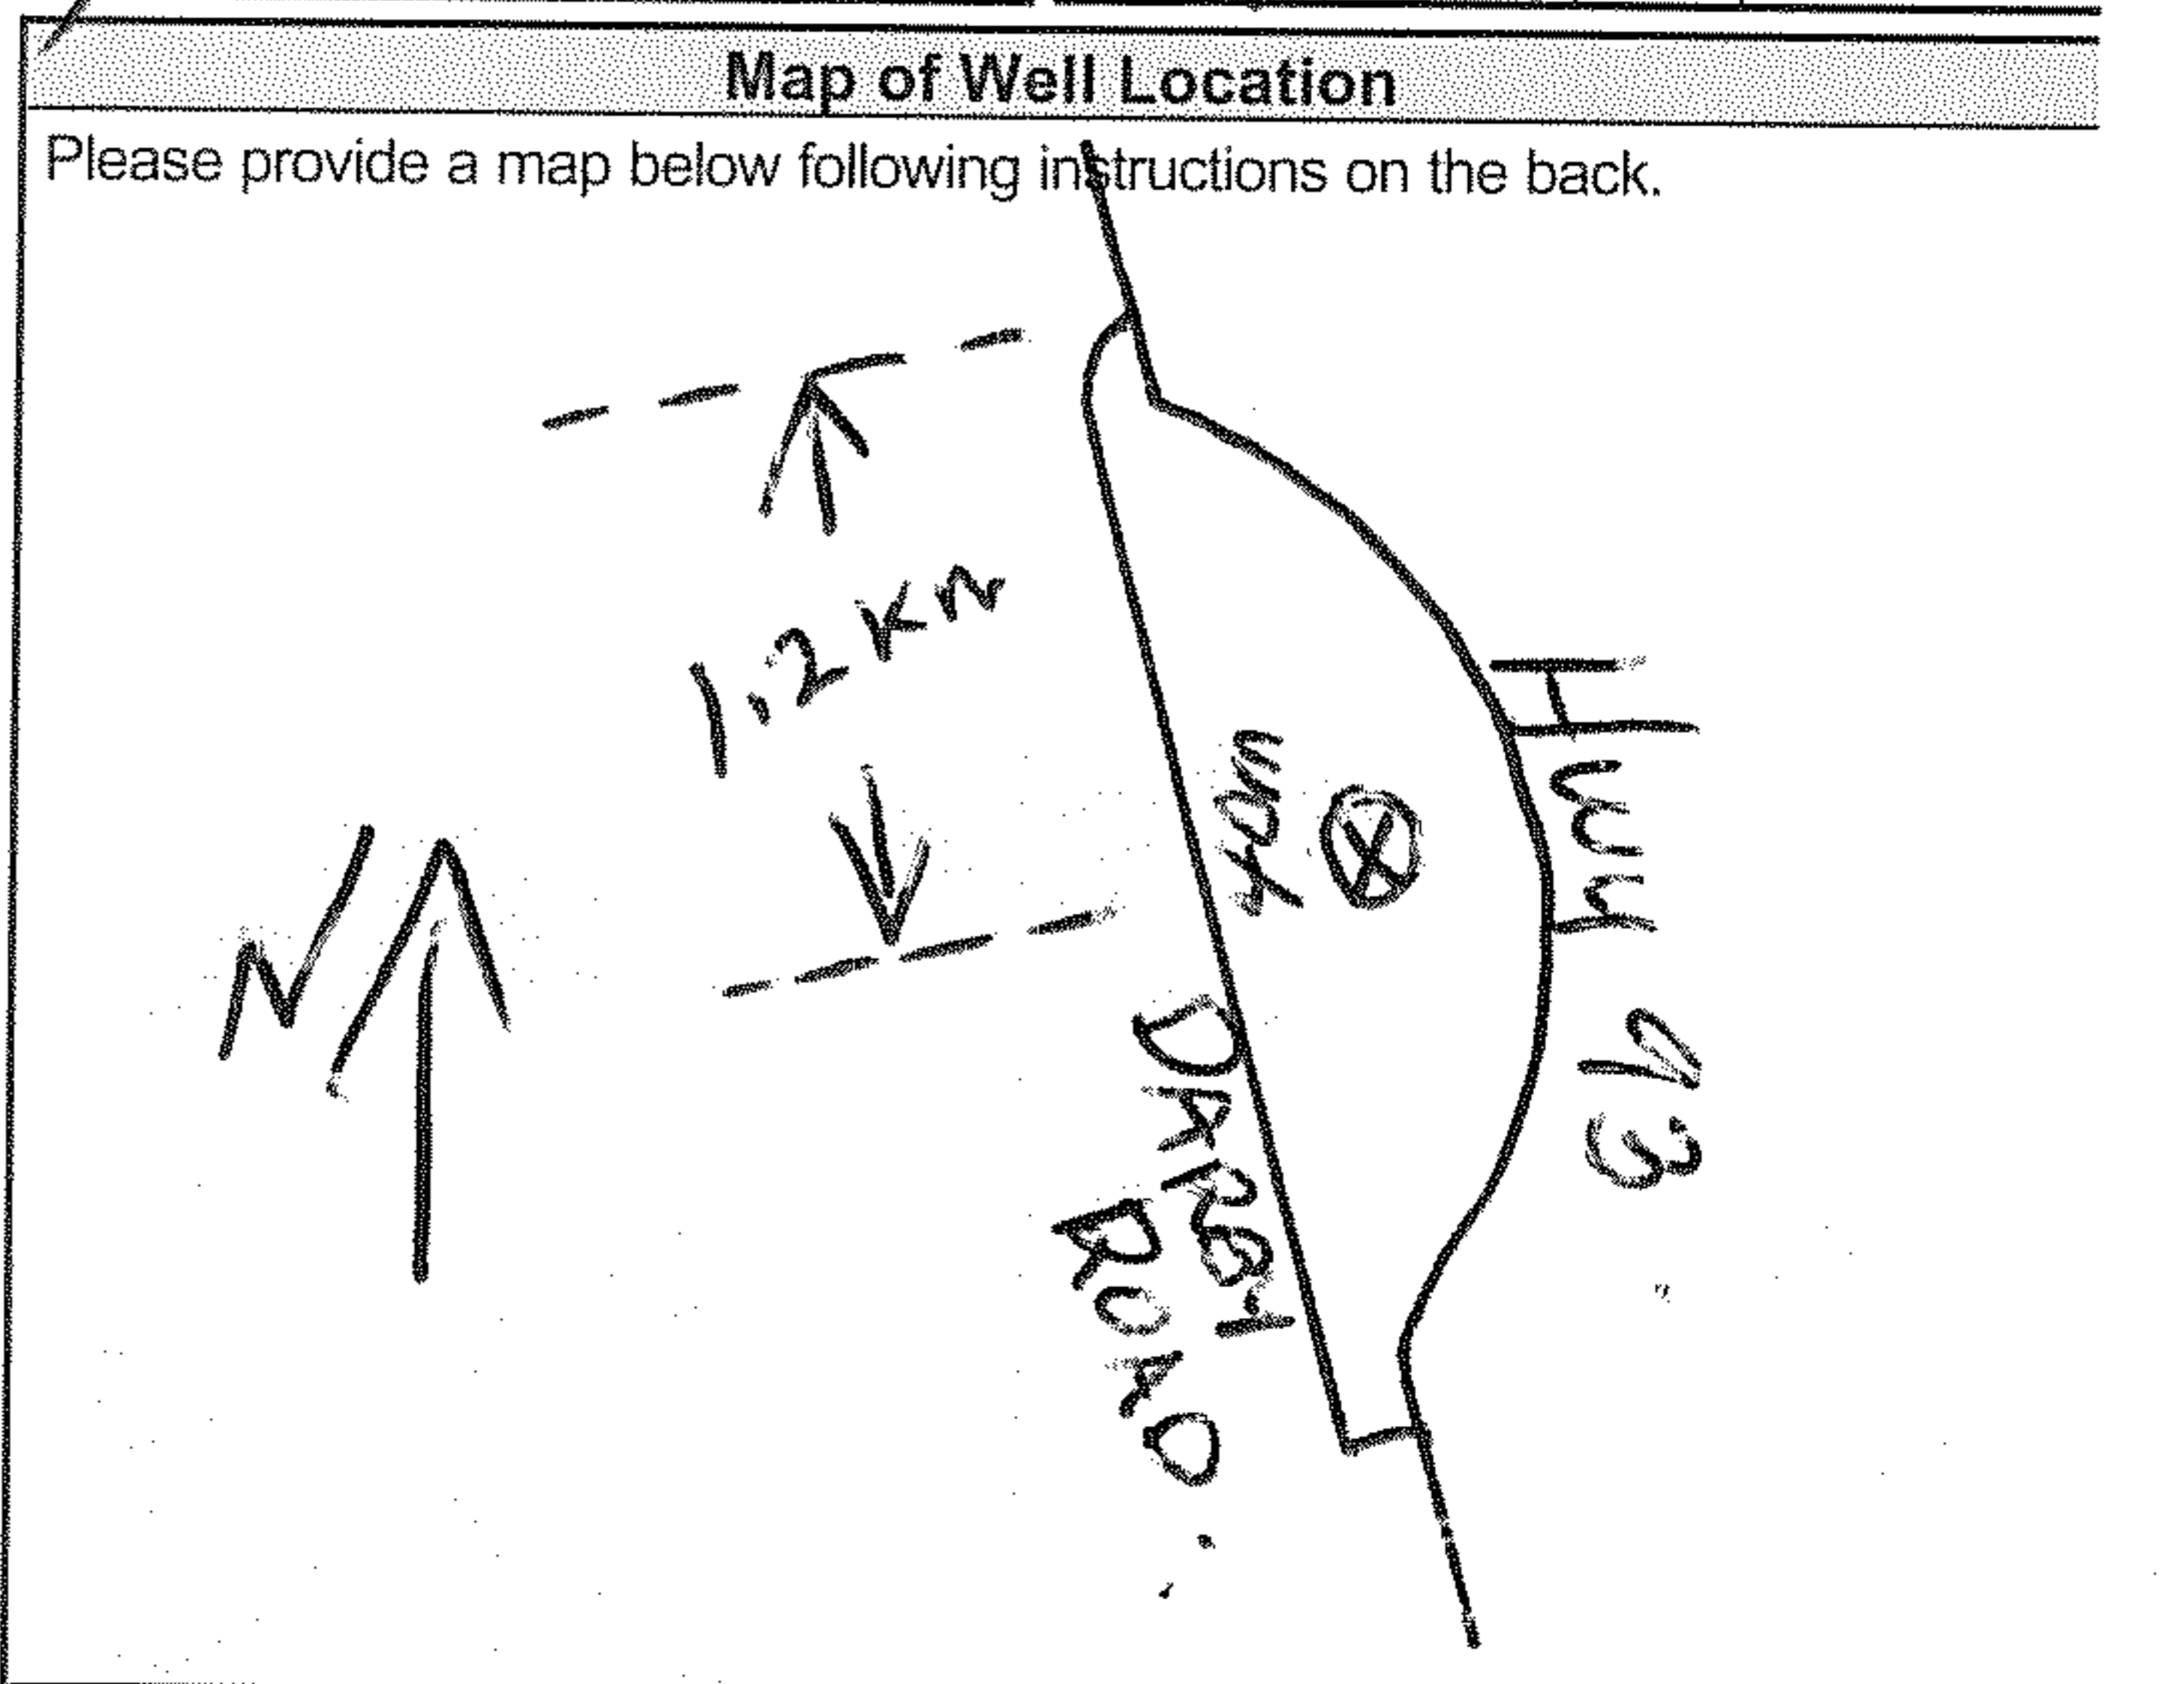 Map of Well Location
Please provide a map below following instructions on the back.
1.2 Km
N
40m
Hwy 93
DARBY
ROAD